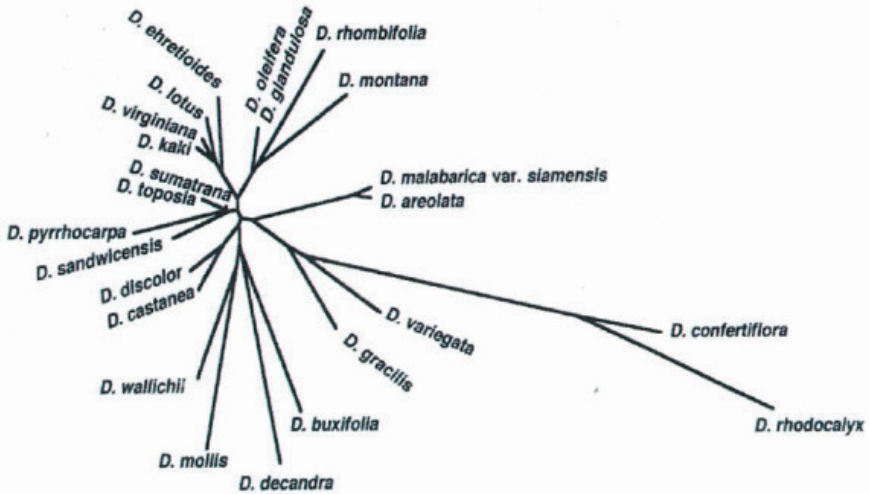 D. ehretioides
D. oleifera
D. glandulosa
D. rhombifolia
D. montana
D. lotus
D. virginiana
D. kaki
D. sumatrana
D. toposia
D. malabarica var. siamensis
D. areolata
D. pyrrhocarpa
D. sandwicensis
D. discolor
D. castanea
D. variegata
D. confertiflora
D. gracilis
D. wallichii
D. buxifolia
D. rhodocalyx
D. mollis
D. decandra